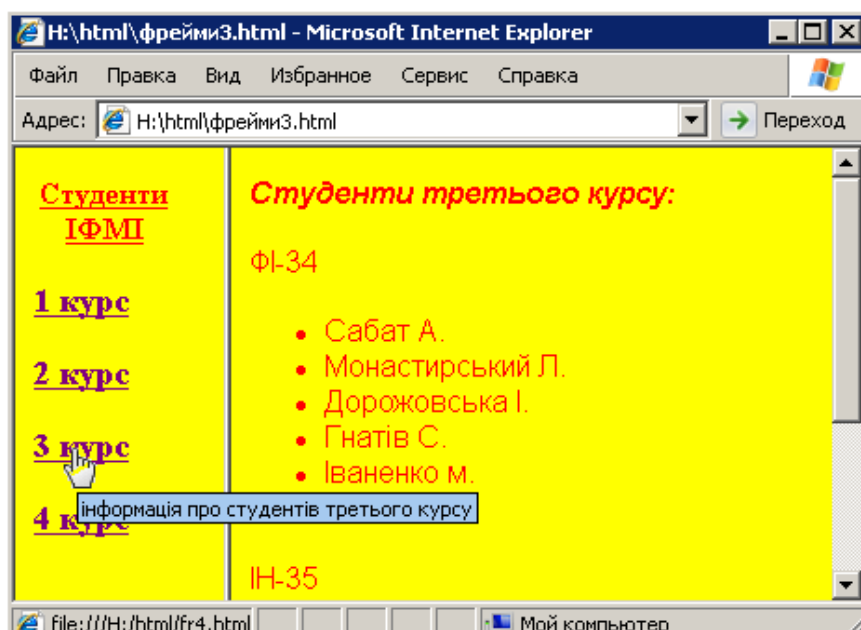 H:\html\фрейми3.html - Microsoft Internet Explorer
Файл Правка Вид Избранное Сервис Справка
Адрес: H:\html\фрейми3.html Переход
Студенти
ІФМІ
1 курс
2 курс
3 курс
4 курс
інформація про студентів третього курсу
Студенти третього курсу:
ФІ-34
• Сабат А.
• Монастирський Л.
• Дорожовська І.
• Гнатів С.
• Іваненко м.
ІН-35
file:///H:/html/fr4.html Мой компьютер